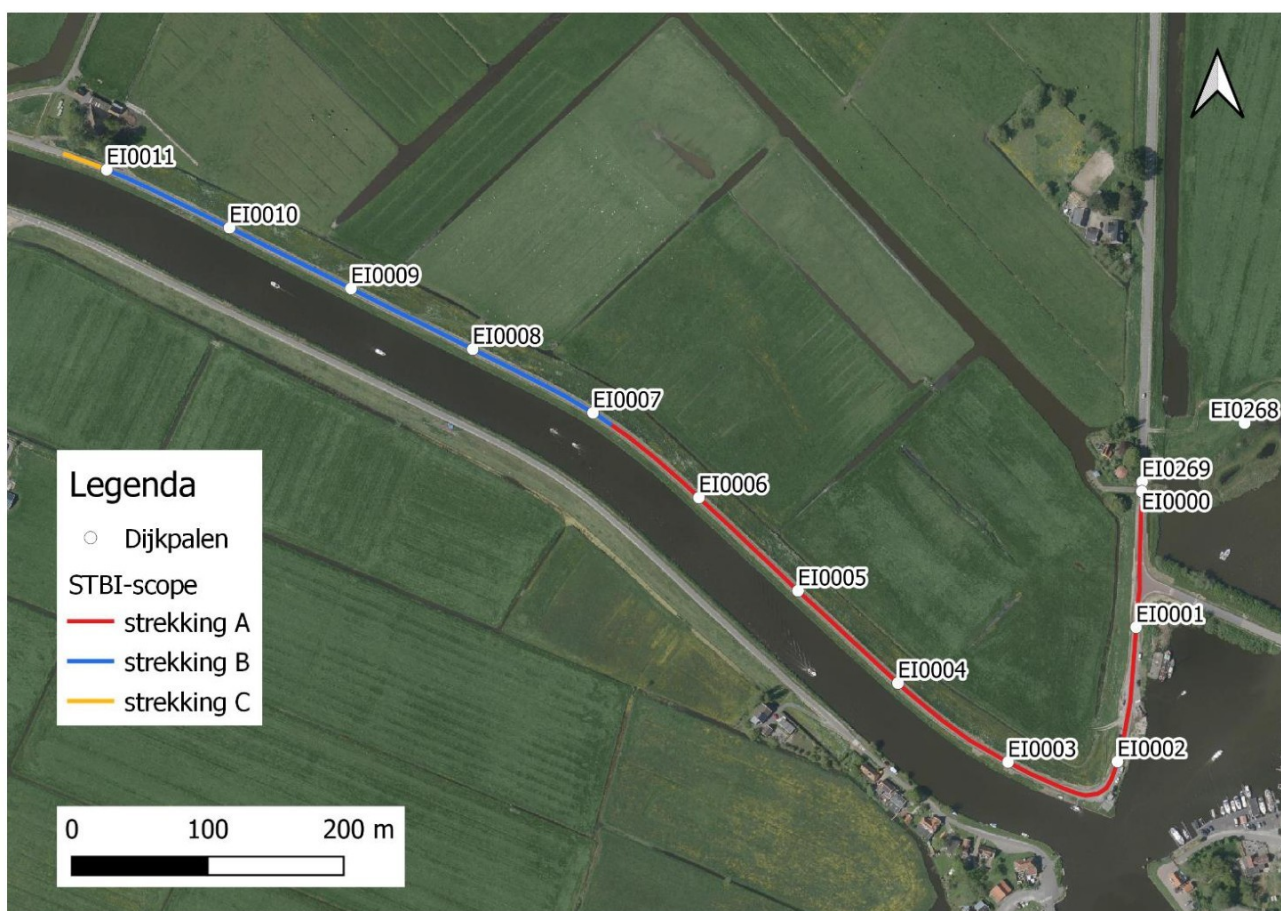 EI0011
EI0010
EI0009
EI0008
EI0007
EI0268
EI0269
EI0006
EI0000
EI0005
EI0001
EI0004
EI0003
EI0002
Legenda
Dijkpalen
STBI-scope
strekking A
strekking B
strekking C
0 100 200 m